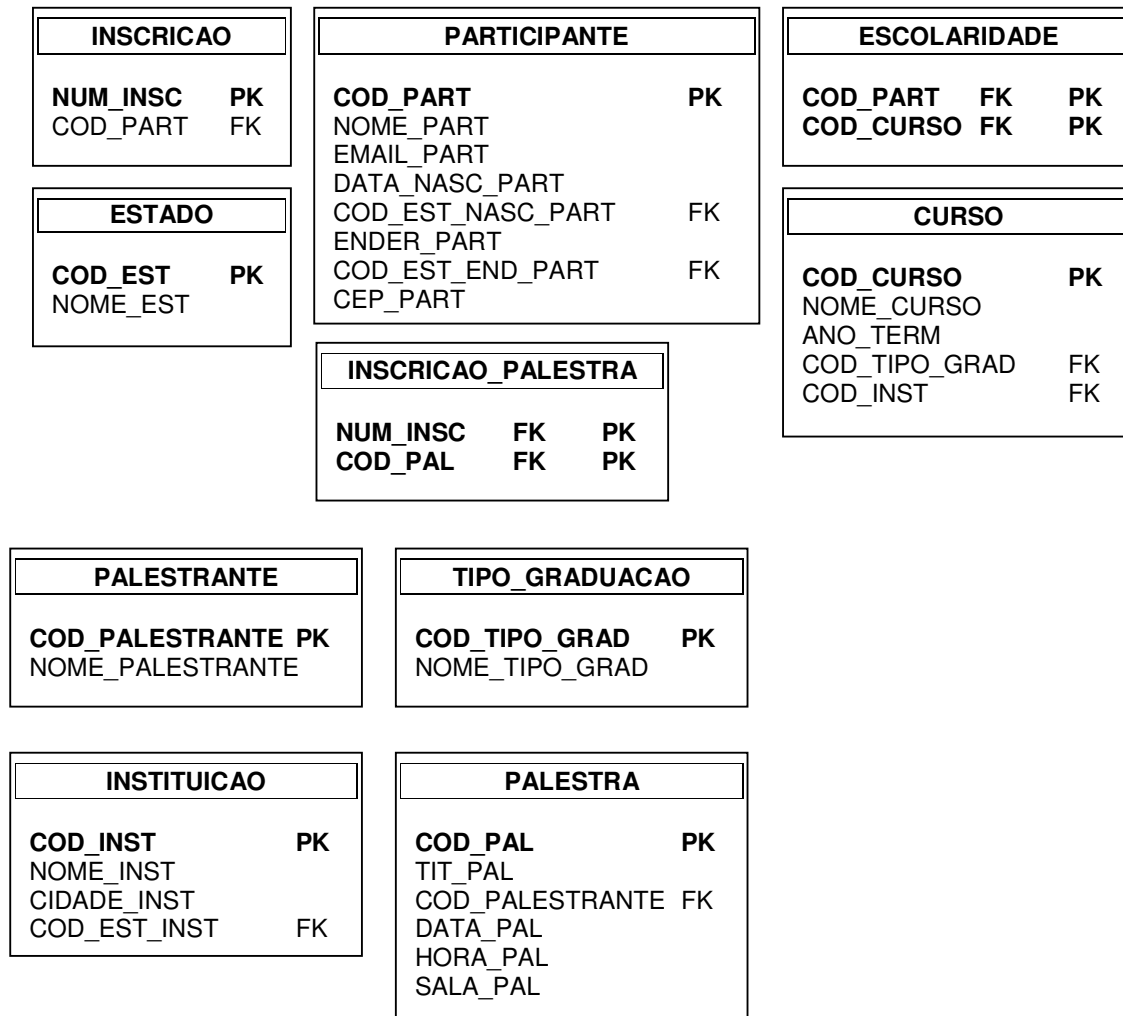 INSCRICAO
NUM_INSC PK
COD_PART FK
PARTICIPANTE
COD_PART PK
NOME_PART
EMAIL_PART
DATA_NASC_PART
COD_EST_NASC_PART FK
ENDER_PART
COD_EST_END_PART FK
CEP_PART
ESCOLARIDADE
COD_PART FK PK
COD_CURSO FK PK
ESTADO
COD_EST PK
NOME_EST
CURSO
COD_CURSO PK
NOME_CURSO
ANO_TERM
COD_TIPO_GRAD FK
COD_INST FK
INSCRICAO_PALESTRA
NUM_INSC FK PK
COD_PAL FK PK
PALESTRANTE
COD_PALESTRANTE PK
NOME_PALESTRANTE
TIPO_GRADUACAO
COD_TIPO_GRAD PK
NOME_TIPO_GRAD
INSTITUICAO
COD_INST PK
NOME_INST
CIDADE_INST
COD_EST_INST FK
PALESTRA
COD_PAL PK
TIT_PAL
COD_PALESTRANTE FK
DATA_PAL
HORA_PAL
SALA_PAL